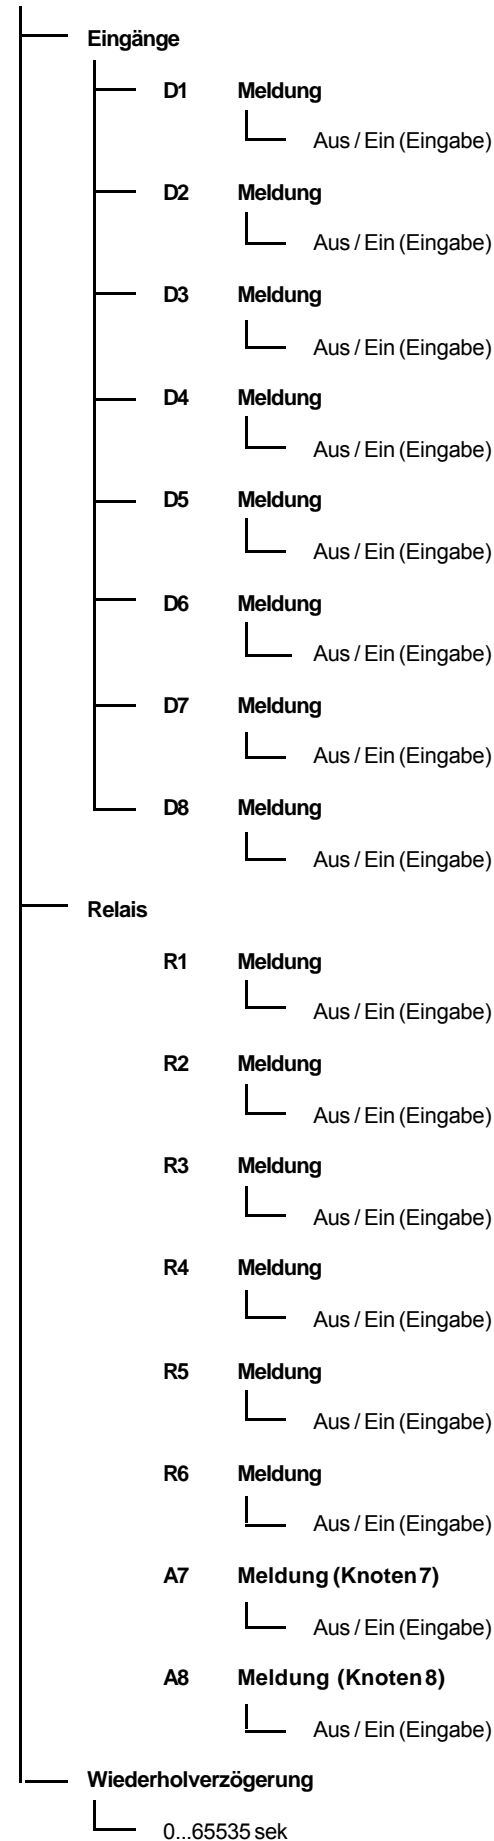 Eingänge
D1 Meldung
Aus / Ein (Eingabe)
D2 Meldung
Aus / Ein (Eingabe)
D3 Meldung
Aus / Ein (Eingabe)
D4 Meldung
Aus / Ein (Eingabe)
D5 Meldung
Aus / Ein (Eingabe)
D6 Meldung
Aus / Ein (Eingabe)
D7 Meldung
Aus / Ein (Eingabe)
D8 Meldung
Aus / Ein (Eingabe)
Relais
R1 Meldung
Aus / Ein (Eingabe)
R2 Meldung
Aus / Ein (Eingabe)
R3 Meldung
Aus / Ein (Eingabe)
R4 Meldung
Aus / Ein (Eingabe)
R5 Meldung
Aus / Ein (Eingabe)
R6 Meldung
Aus / Ein (Eingabe)
A7 Meldung (Knoten 7)
Aus / Ein (Eingabe)
A8 Meldung (Knoten 8)
Aus / Ein (Eingabe)
Wiederholverzögerung
0...65535 sek